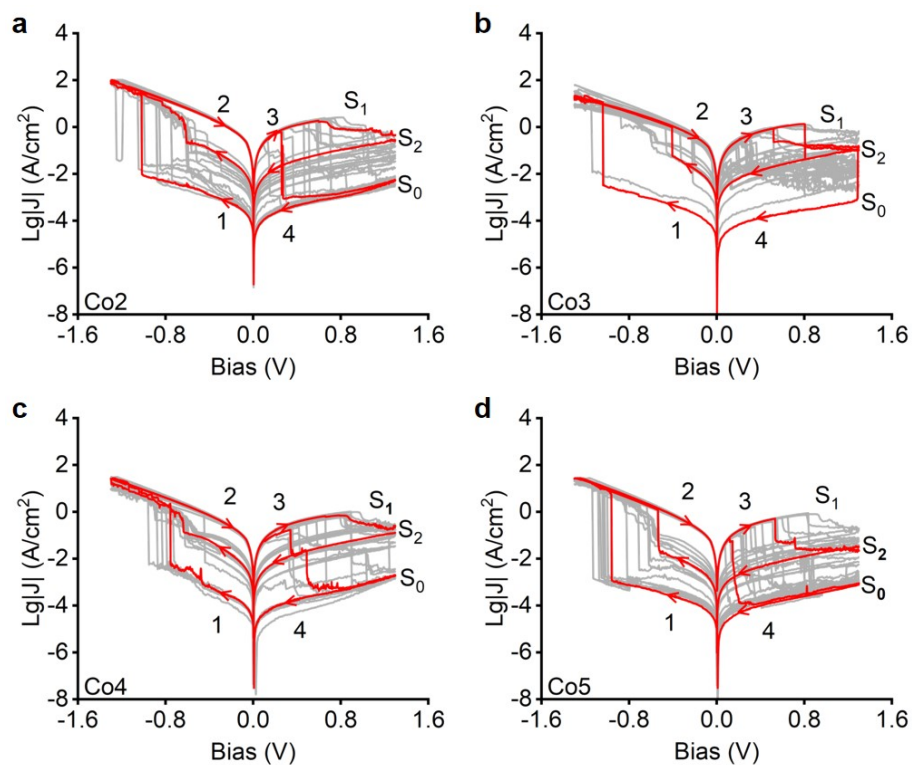 a
4
2
0
-2
-4
-6
-8
Lg|J| (A/cm²)
2
3
S₁
S₂
S₀
1
4
Co2
-1.6
-0.8
0.0
0.8
1.6
Bias (V)
b
4
2
0
-2
-4
-6
-8
Lg|J| (A/cm²)
2
3
S₁
S₂
S₀
1
4
Co3
-1.6
-0.8
0.0
0.8
1.6
Bias (V)
c
4
2
0
-2
-4
-6
-8
Lg|J| (A/cm²)
2
3
S₁
S₂
S₀
1
4
Co4
-1.6
-0.8
0.0
0.8
1.6
Bias (V)
d
4
2
0
-2
-4
-6
-8
Lg|J| (A/cm²)
2
3
S₁
S₂
S₀
1
4
Co5
-1.6
-0.8
0.0
0.8
1.6
Bias (V)